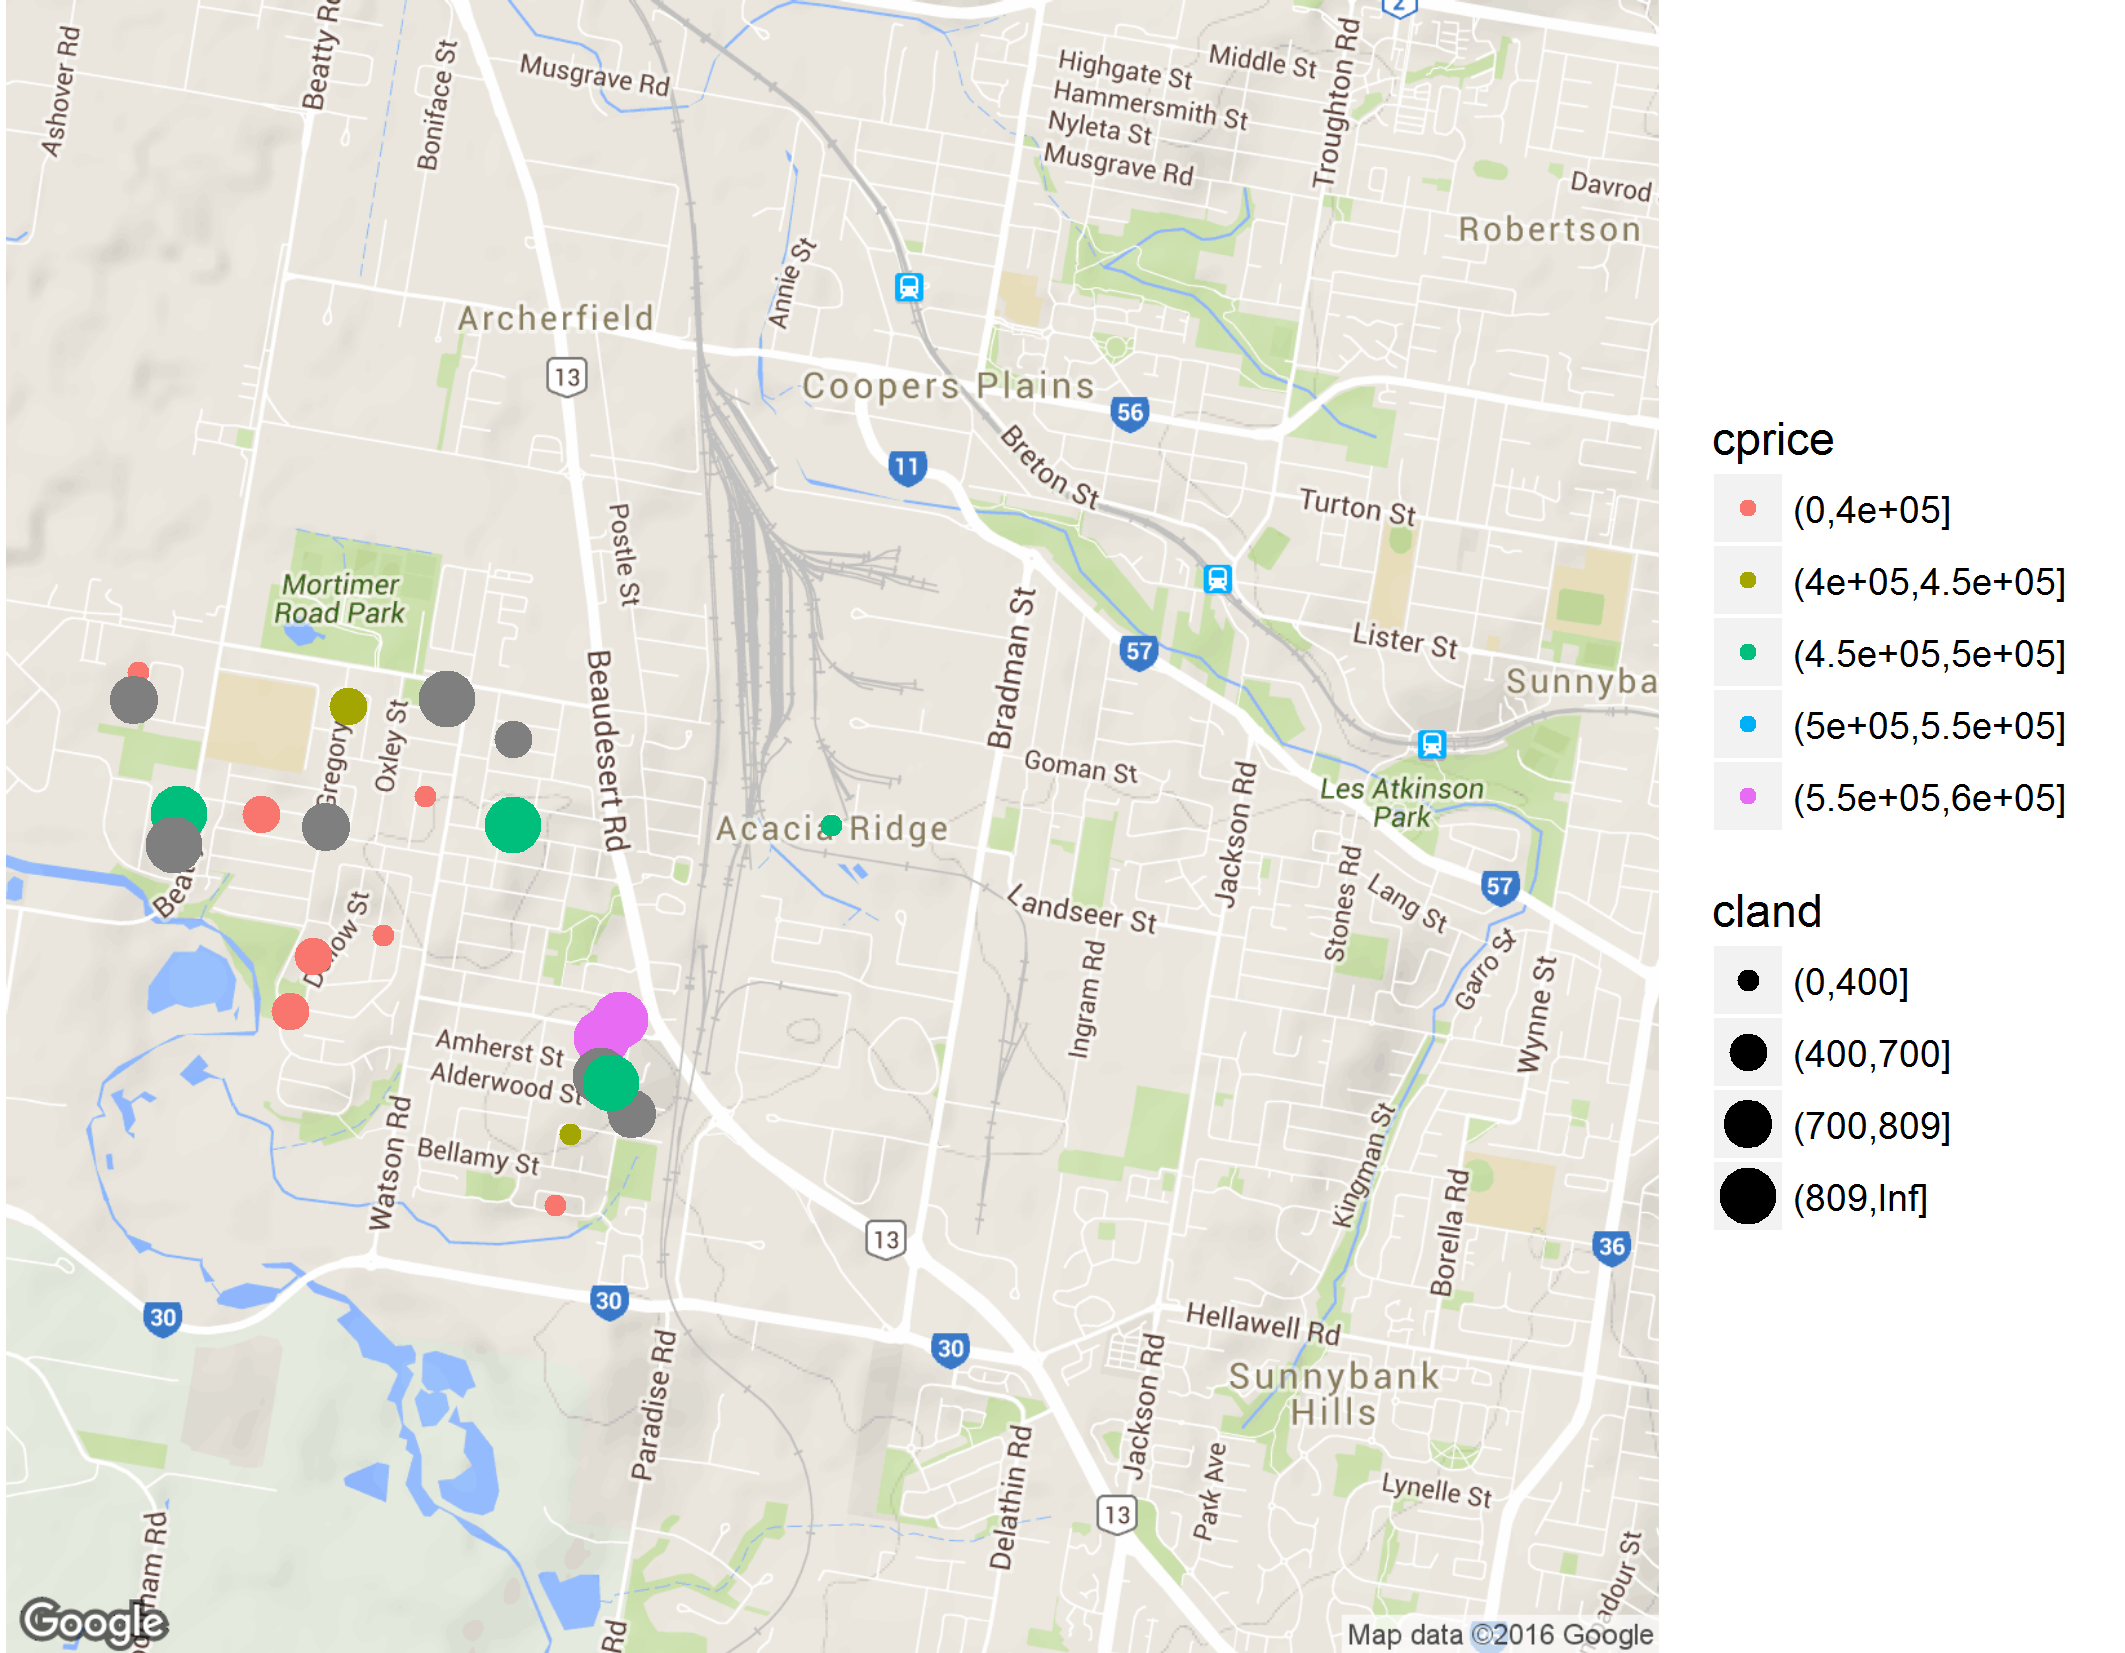 2
Ashover Rd
Beatty Rd
Boniface St
Musgrave Rd
Highgate St
Middle St
Hammersmith St
Nyleta St
Musgrave Rd
Troughton Rd
Davrod
Robertson
Annie St
Archerfield
13
Coopers Plains
56
11
Breton St
Turton St
Postle St
Mortimer
Road Park
Bradman St
57
Lister St
Sunnyba
Beaudesert Rd
Gregory
Oxley St
Goman St
Jackson Rd
Les Atkinson
Park
Acacia Ridge
Landseer St
Stones Rd
Lang St
57
Ingram Rd
Garro St
Wynne St
Amherst St
Alderwood St
Bellamy St
Watson Rd
Kingman St
Borella Rd
13
36
30
30
30
Hellawell Rd
Paradise Rd
Jackson Rd
Sunnybank
Hills
Delathin Rd
Park Ave
Lynelle St
13
Rd
Google
Map data ©2016 Google
cprice
(0,4e+05]
(4e+05,4.5e+05]
(4.5e+05,5e+05]
(5e+05,5.5e+05]
(5.5e+05,6e+05]
cland
(0,400]
(400,700]
(700,809]
(809,Inf]